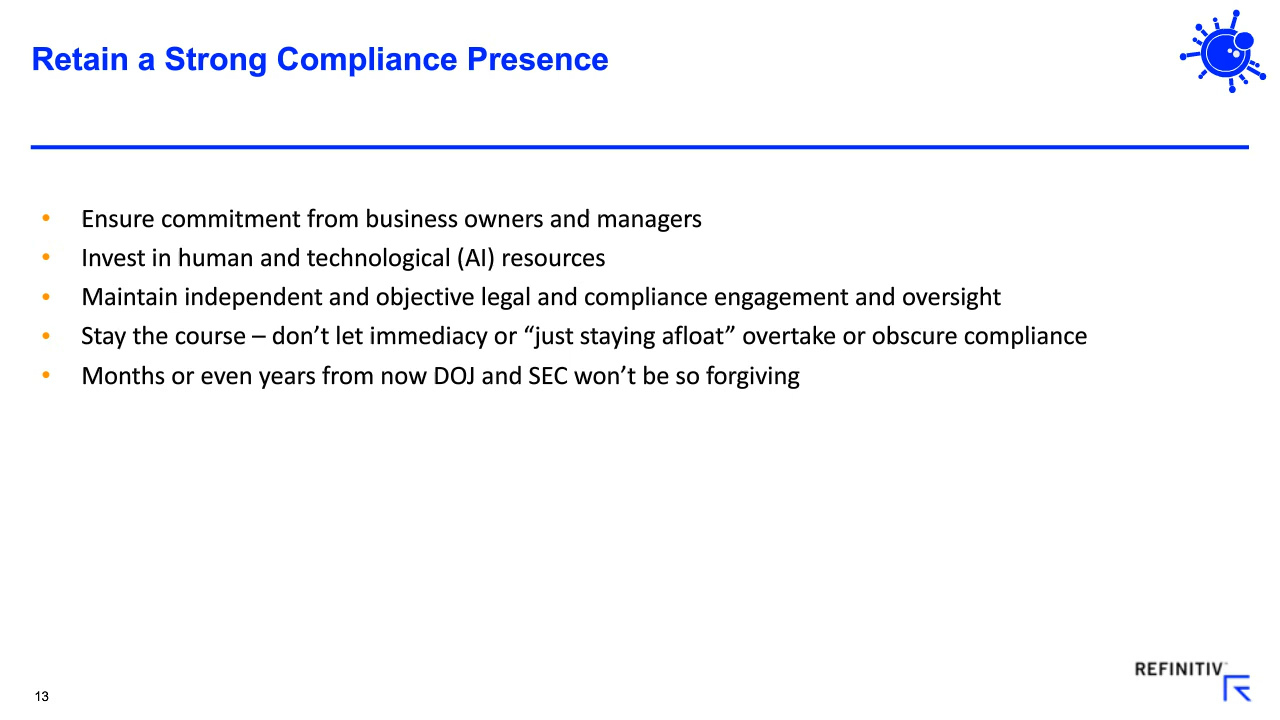 Retain a Strong Compliance Presence
• Ensure commitment from business owners and managers
• Invest in human and technological (AI) resources
• Maintain independent and objective legal and compliance engagement and oversight
• Stay the course – don’t let immediacy or “just staying afloat” overtake or obscure compliance
• Months or even years from now DOJ and SEC won’t be so forgiving
REFINITIV
13